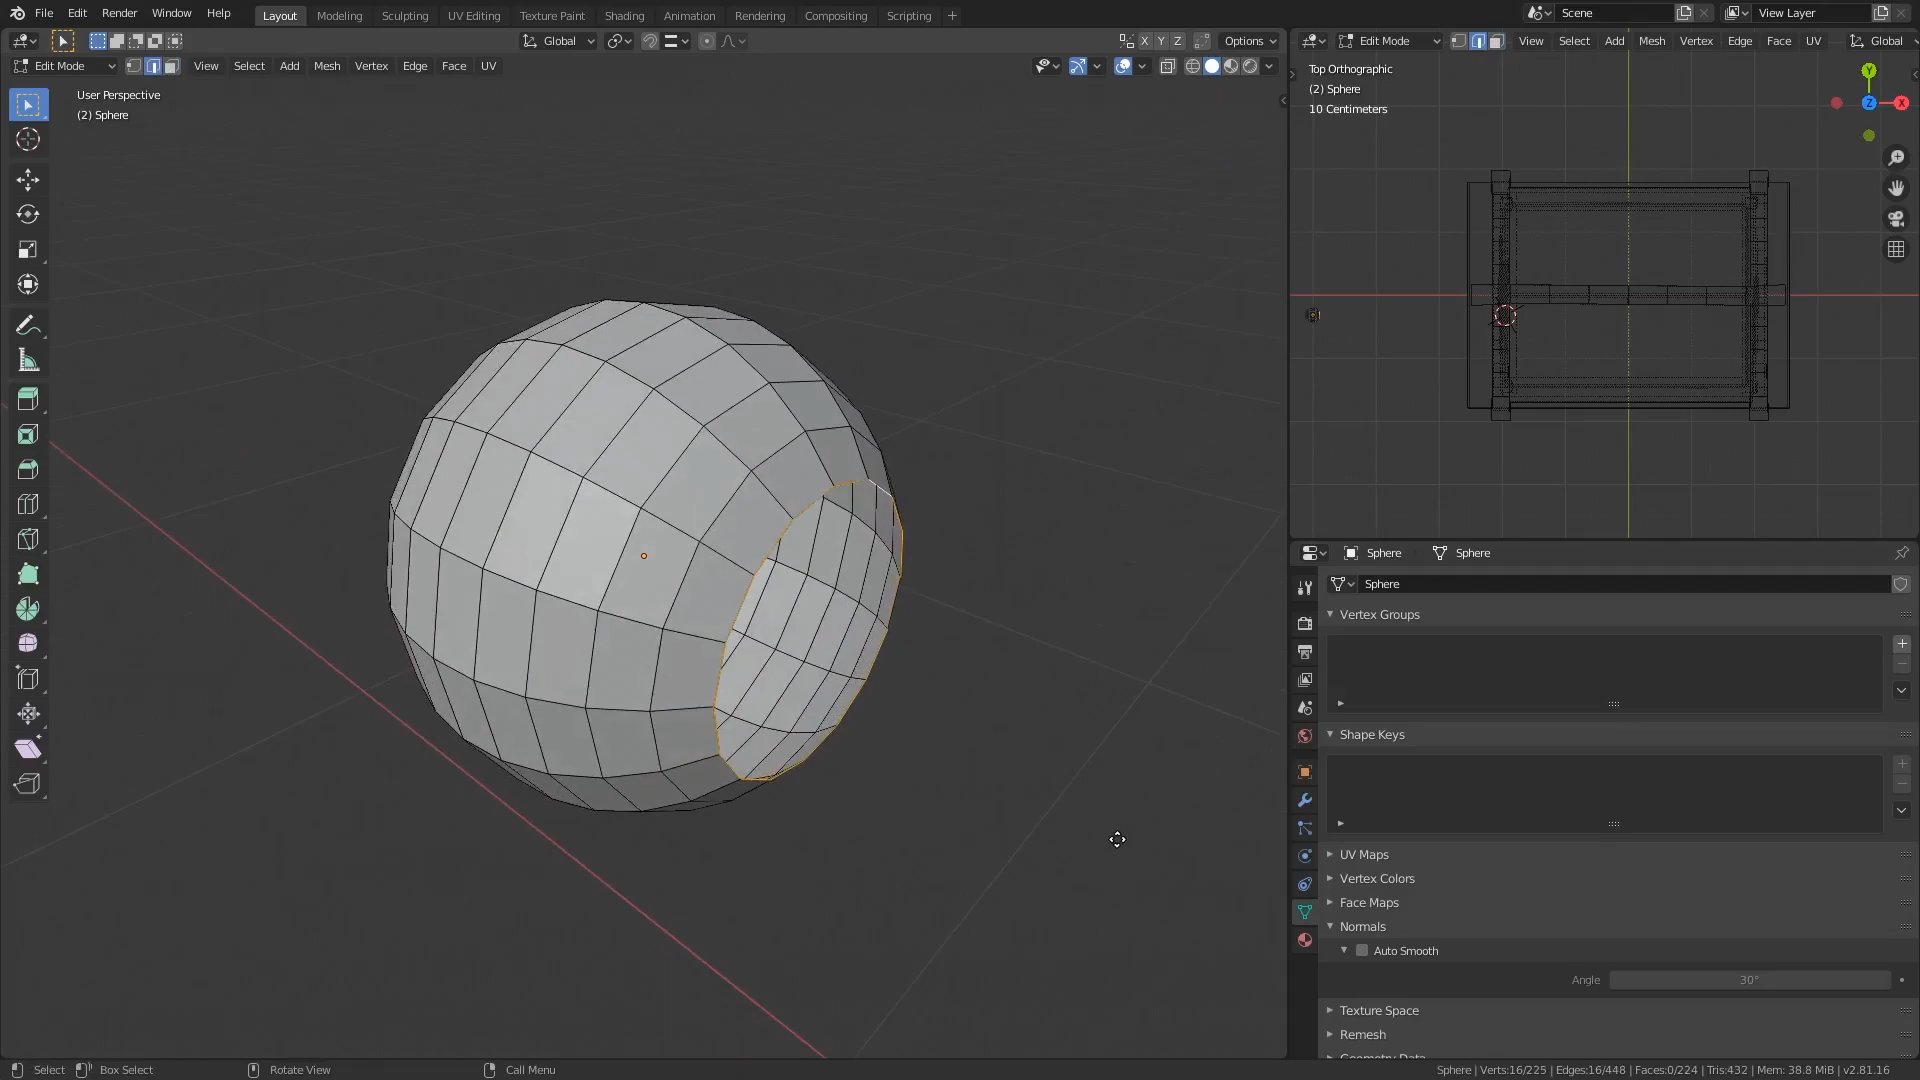 File Edit Render Window Help
Layout Modeling Sculpting UV Editing Texture Paint Shading Animation Rendering Compositing Scripting +
Scene
View Layer
Global
X Y Z
Options
Edit Mode
View Select Add Mesh Vertex Edge Face UV
User Perspective
(2) Sphere
Edit Mode
View Select Add Mesh Vertex Edge Face UV
Global
Top Orthographic
(2) Sphere
10 Centimeters
Y
Z
X
Sphere Sphere
Sphere
Vertex Groups
Shape Keys
UV Maps
Vertex Colors
Face Maps
Normals
Auto Smooth
Angle 30°
Texture Space
Remesh
Geometry Data
Select Box Select Rotate View Call Menu
Sphere | Verts:16/225 | Edges:16/448 | Faces:0/224 | Tris:432 | Mem: 38.8 MiB | v2.81.16